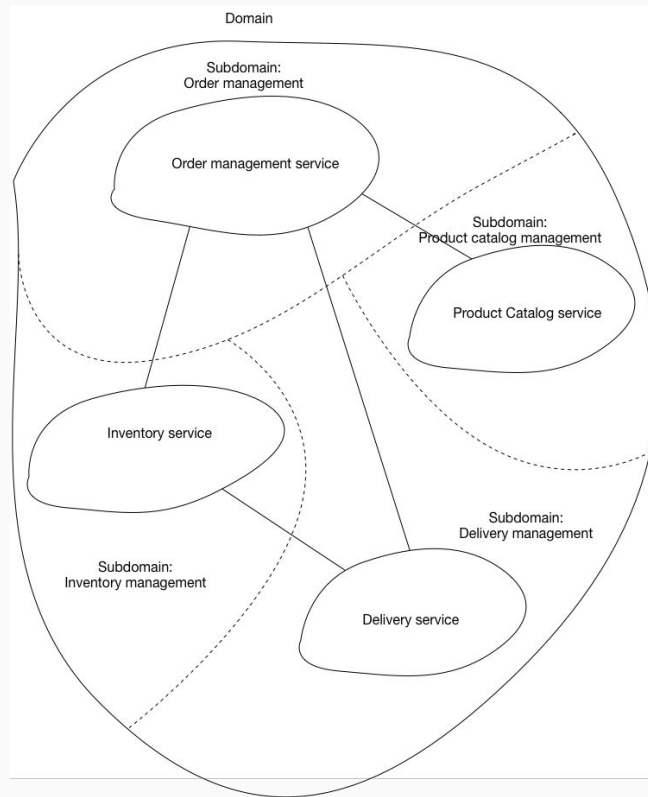 Domain
Subdomain:
Order management
Order management service
Subdomain:
Product catalog management
Product Catalog service
Inventory service
Subdomain:
Delivery management
Subdomain:
Inventory management
Delivery service